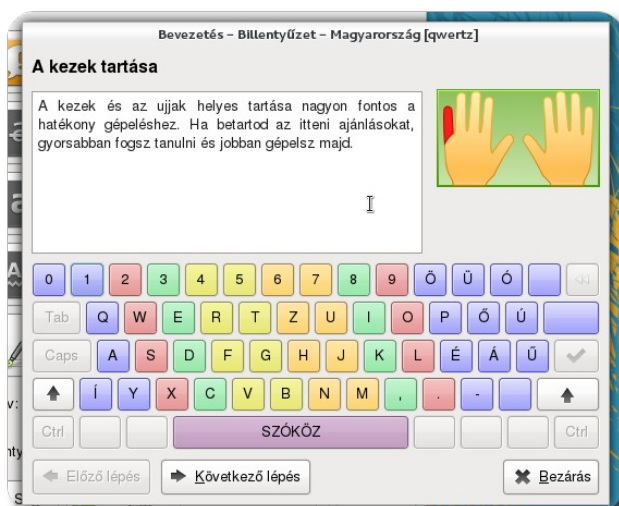 Bevezetés – Billentyűzet – Magyarország [qwertz]
A kezek tartása
A kezek és az ujjak helyes tartása nagyon fontos a
hatékony gépeléshez. Ha betartod az itteni ajánlásokat,
gyorsabban fogsz tanulni és jobban gépelsz majd.
0 1 2 3 4 5 6 7 8 9 Ö Ü Ó
Tab Q W E R T Z U I O P Ő Ú
Caps A S D F G H J K L É Á Ű
Í Y X C V B N M , . -
Ctrl SZÓKÖZ Ctrl
Előző lépés Következő lépés Bezárás